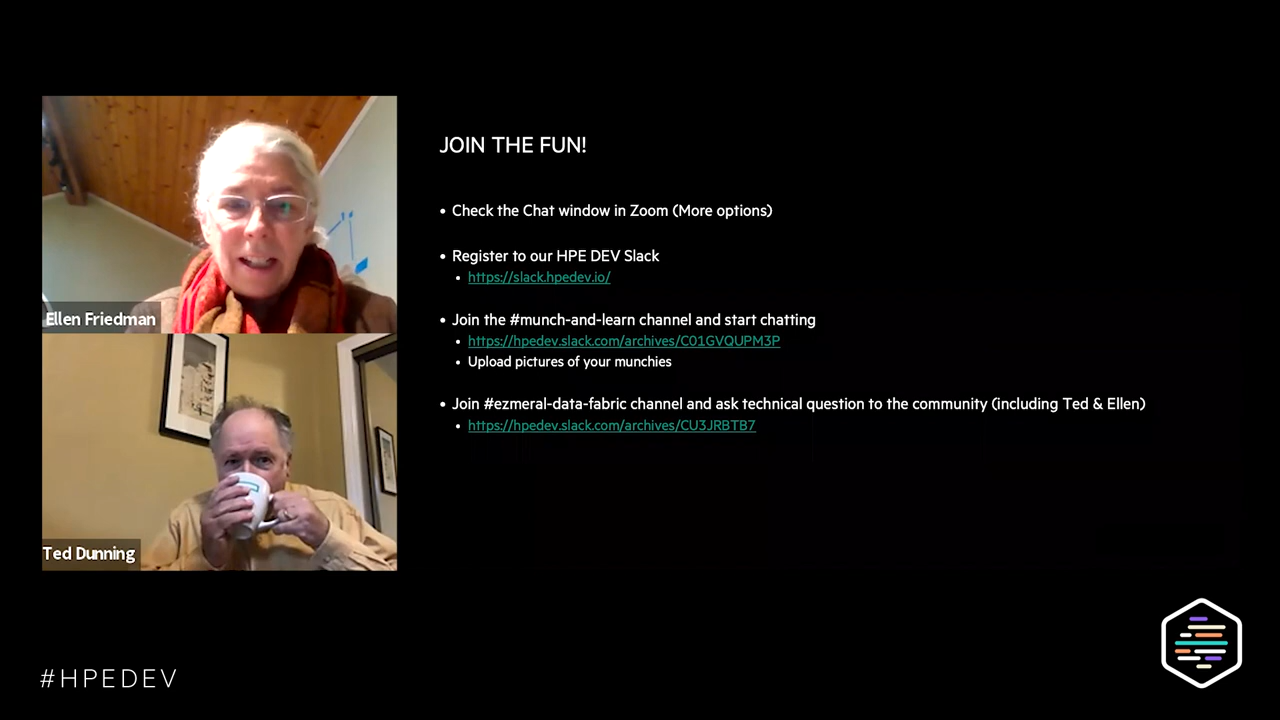 JOIN THE FUN!
• Check the Chat window in Zoom (More options)
• Register to our HPE DEV Slack
• https://slack.hpedev.io/
Ellen Friedman
• Join the #munch-and-learn channel and start chatting
• https://hpedev.slack.com/archives/C01GVQUPM3P
• Upload pictures of your munchies
• Join #ezmeral-data-fabric channel and ask technical question to the community (including Ted & Ellen)
• https://hpedev.slack.com/archives/CU3JRBTB7
Ted Dunning
#HPEDEV